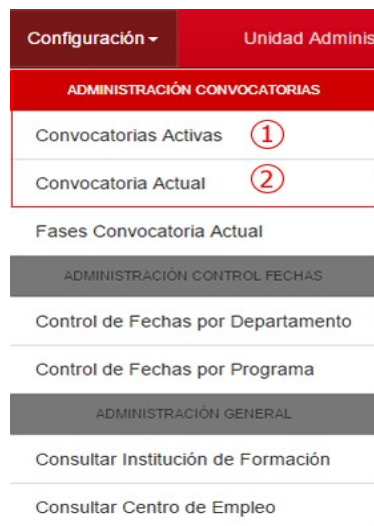 Configuración Unidad Adminis
ADMINISTRACIÓN CONVOCATORIAS
Convocatorias Activas 1
Convocatoria Actual 2
Fases Convocatoria Actual
ADMINISTRACIÓN CONTROL FECHAS
Control de Fechas por Departamento
Control de Fechas por Programa
ADMINISTRACIÓN GENERAL
Consultar Institución de Formación
Consultar Centro de Empleo